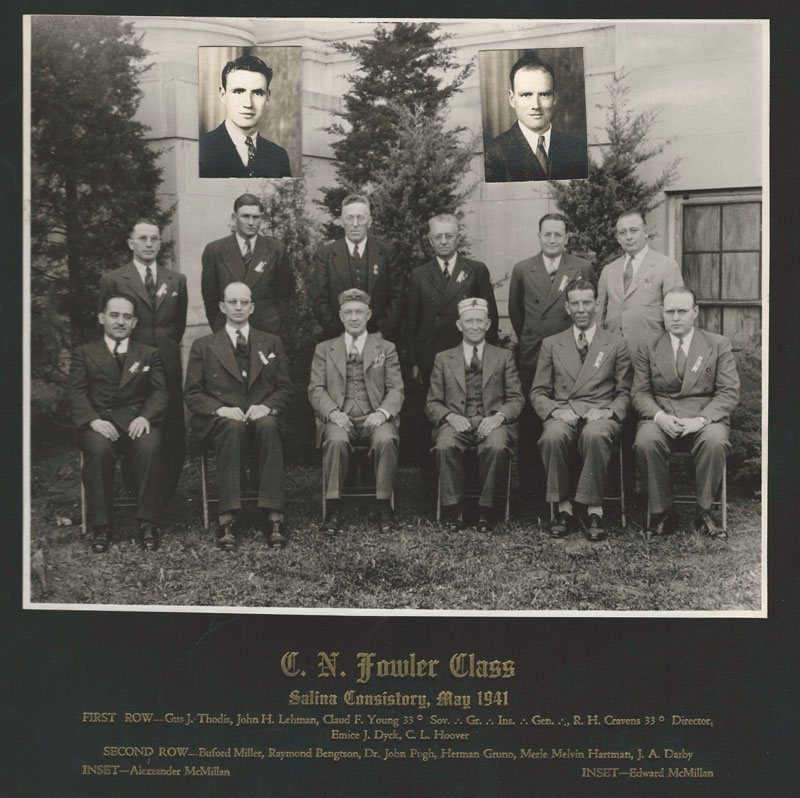 C. N. Fowler Class
Salina Consistory, May 1941
FIRST ROW—Gus J. Thodis, John H. Lehman, Claud F. Young 33° Sov. ∴ Gr. ∴ Ins. ∴ Gen. ∴, R. H. Cravens 33° Director,
Emice J. Dyck, C. L. Hoover
SECOND ROW—Buford Miller, Raymond Bengtson, Dr. John Pugh, Herman Gruno, Merle Melvin Hartman, J. A. Darby
INSET—Alexzander McMillan INSET—Edward McMillan